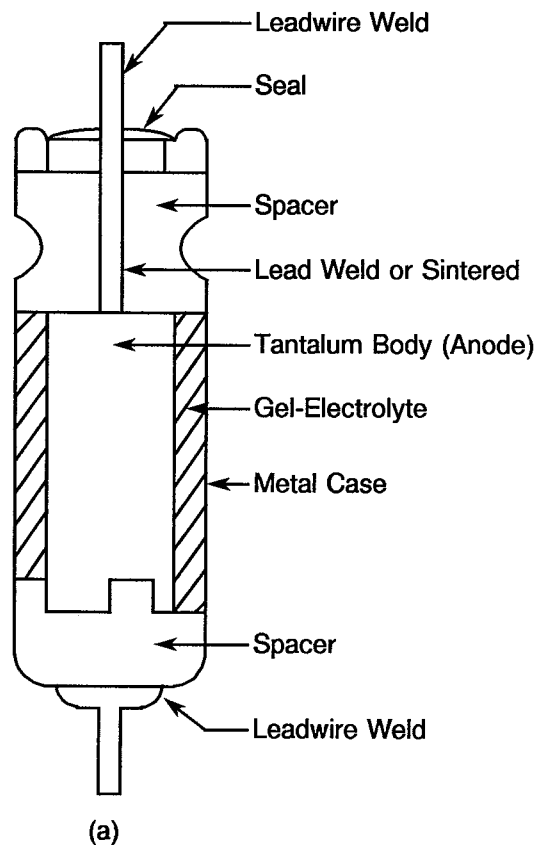 Leadwire Weld
Seal
Spacer
Lead Weld or Sintered
Tantalum Body (Anode)
Gel-Electrolyte
Metal Case
Spacer
Leadwire Weld
(a)